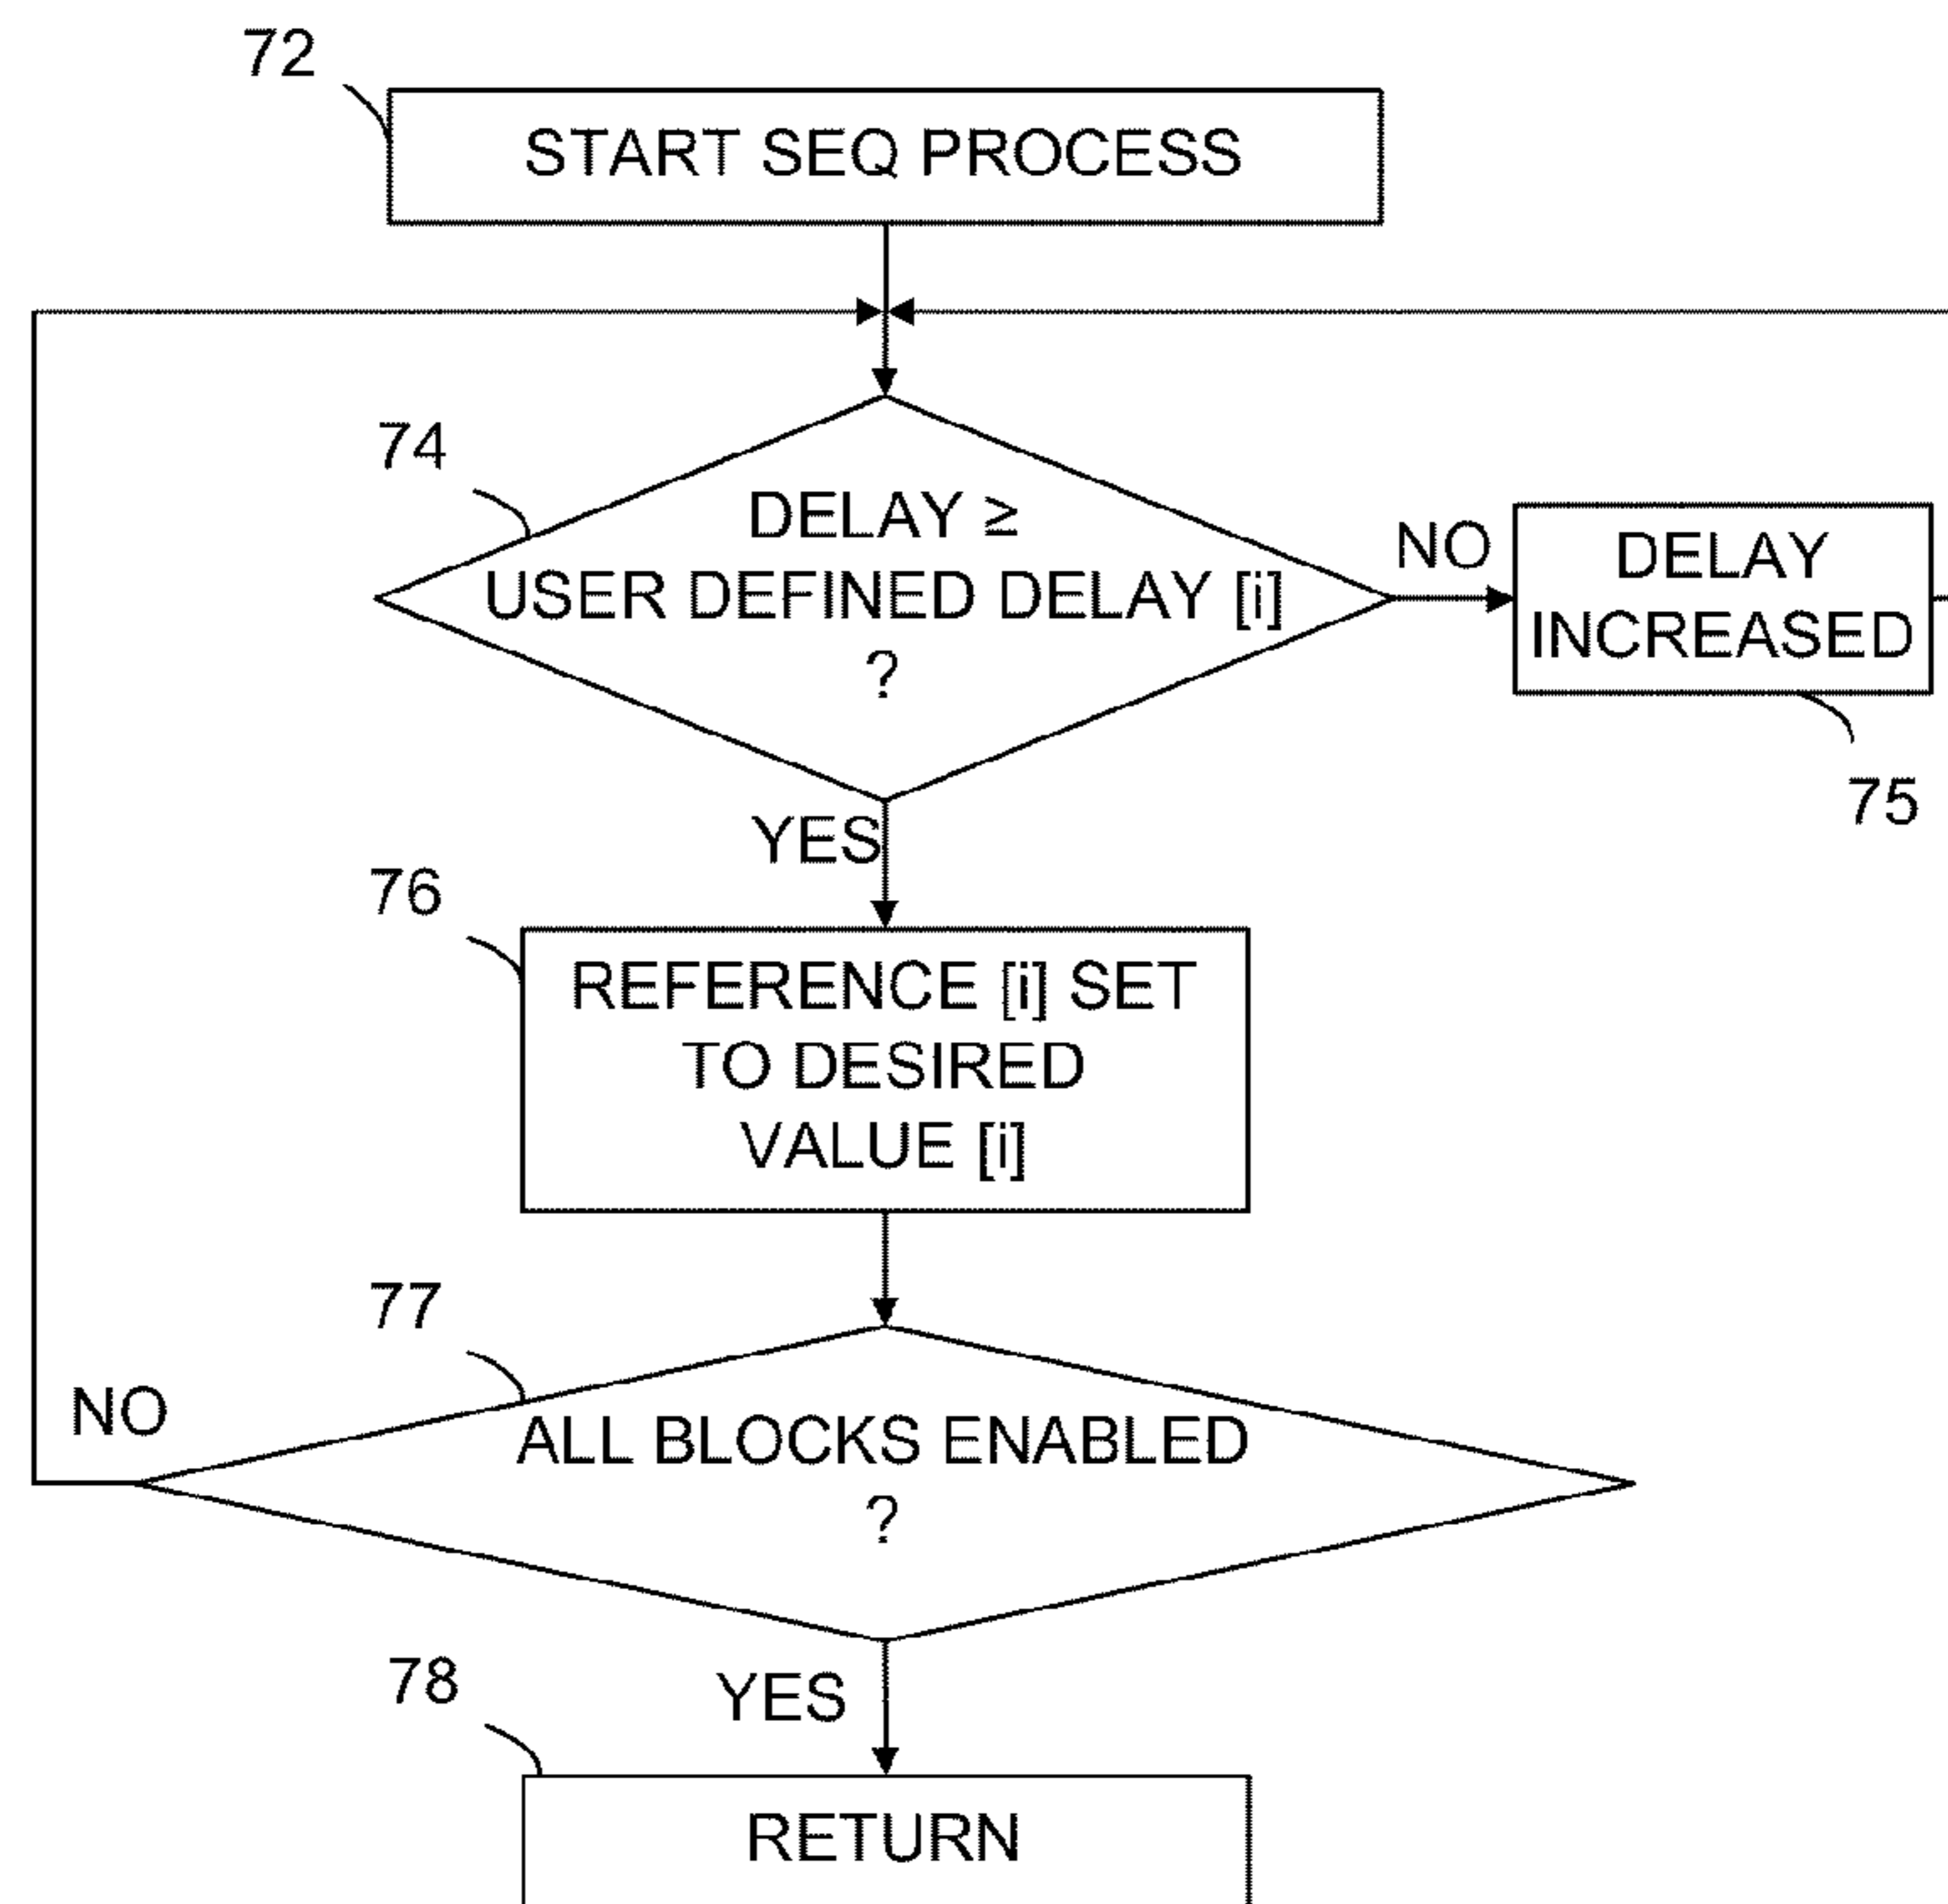 72
START SEQ PROCESS
74
DELAY ≥
USER DEFINED DELAY [i]
?
NO
DELAY
INCREASED
75
YES
76
REFERENCE [i] SET
TO DESIRED
VALUE [i]
77
NO
ALL BLOCKS ENABLED
?
78
YES
RETURN